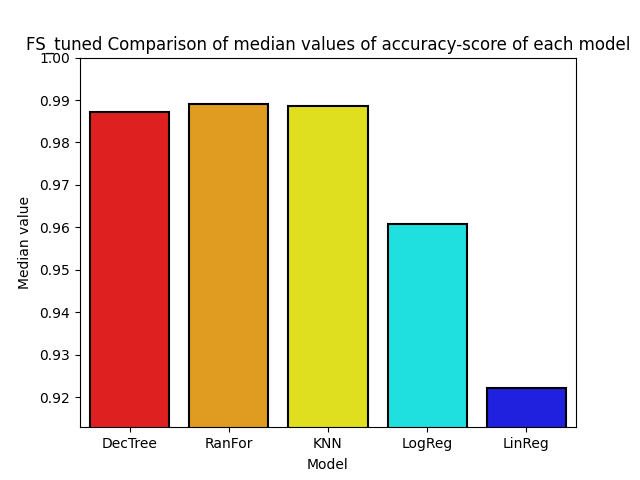 FS_tuned Comparison of median values of accuracy-score of each model
1.00
0.99
0.98
0.97
0.96
0.95
0.94
0.93
0.92
Median value
DecTree RanFor KNN LogReg LinReg
Model